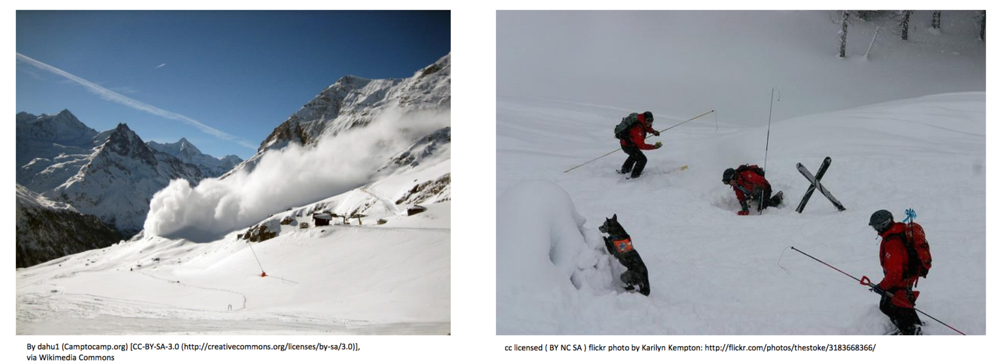 By dahu1 (Camptocamp.org) [CC-BY-SA-3.0 (http://creativecommons.org/licenses/by-sa/3.0)],
via Wikimedia Commons
cc licensed ( BY NC SA ) flickr photo by Karilyn Kempton: http://flickr.com/photos/thestoke/3183668366/